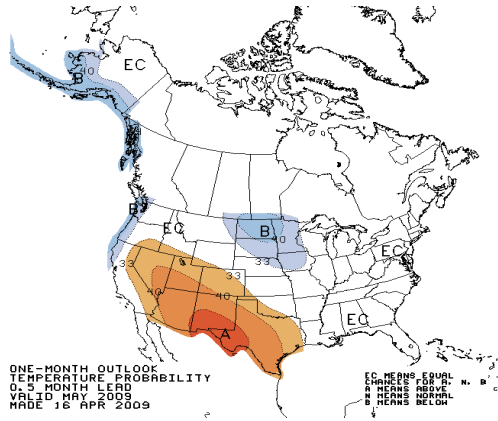 EC
40
B
B
EC
B
40
EC
33
33
40
40
EC
A
ONE-MONTH OUTLOOK
TEMPERATURE PROBABILITY
0.5 MONTH LEAD
VALID MAY 2009
MADE 16 APR 2009
EC MEANS EQUAL
CHANCES FOR A, N, B
A MEANS ABOVE
N MEANS NORMAL
B MEANS BELOW